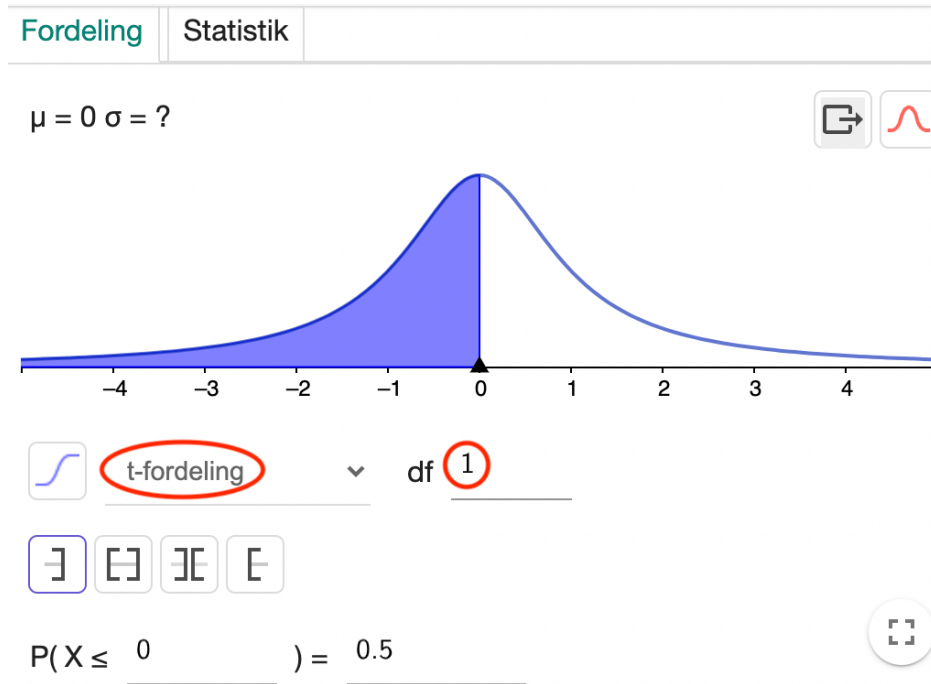 Fordeling Statistik
μ = 0 σ = ?
–4 –3 –2 –1 0 1 2 3 4
t-fordeling df 1
P( X ≤ 0 ) = 0.5